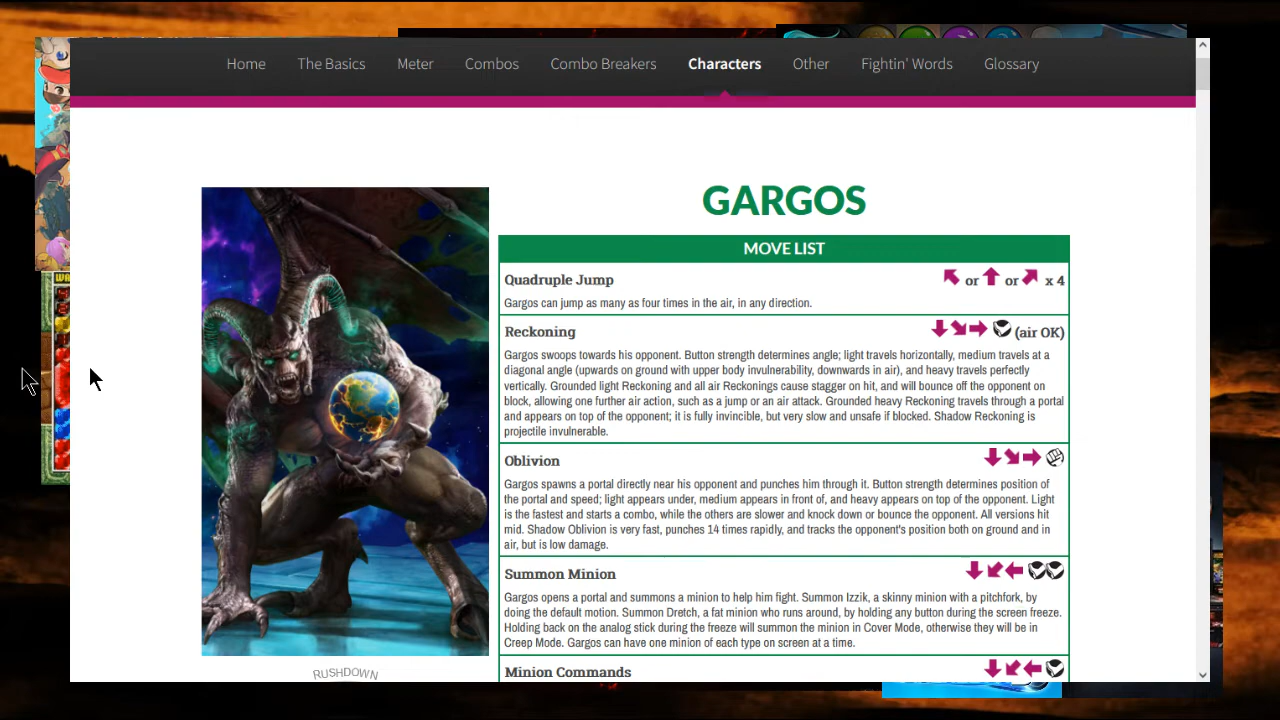 Home The Basics Meter Combos Combo Breakers Characters Other Fightin' Words Glossary
GARGOS
MOVE LIST
Quadruple Jump or or x 4
Gargos can jump as many as four times in the air, in any direction.
Reckoning (air OK)
Gargos swoops towards his opponent. Button strength determines angle; light travels horizontally, medium travels at a
diagonal angle (upwards on ground with upper body invulnerability, downwards in air), and heavy travels perfectly
vertically. Grounded light Reckoning and all air Reckonings cause stagger on hit, and will bounce off the opponent on
block, allowing one further air action, such as a jump or an air attack. Grounded heavy Reckoning travels through a portal
and appears on top of the opponent; it is fully invincible, but very slow and unsafe if blocked. Shadow Reckoning is
projectile invulnerable.
Oblivion
Gargos spawns a portal directly near his opponent and punches him through it. Button strength determines position of
the portal and speed; light appears under, medium appears in front of, and heavy appears on top of the opponent. Light
is the fastest and starts a combo, while the others are slower and knock down or bounce the opponent. All versions hit
mid. Shadow Oblivion is very fast, punches 14 times rapidly, and tracks the opponent's position both on ground and in
air, but is low damage.
Summon Minion
Gargos opens a portal and summons a minion to help him fight. Summon Izzik, a skinny minion with a pitchfork, by
doing the default motion. Summon Dretch, a fat minion who runs around, by holding any button during the screen freeze.
Holding back on the analog stick during the freeze will summon the minion in Cover Mode, otherwise they will be in
Creep Mode. Gargos can have one minion of each type on screen at a time.
Minion Commands
RUSHDOWN